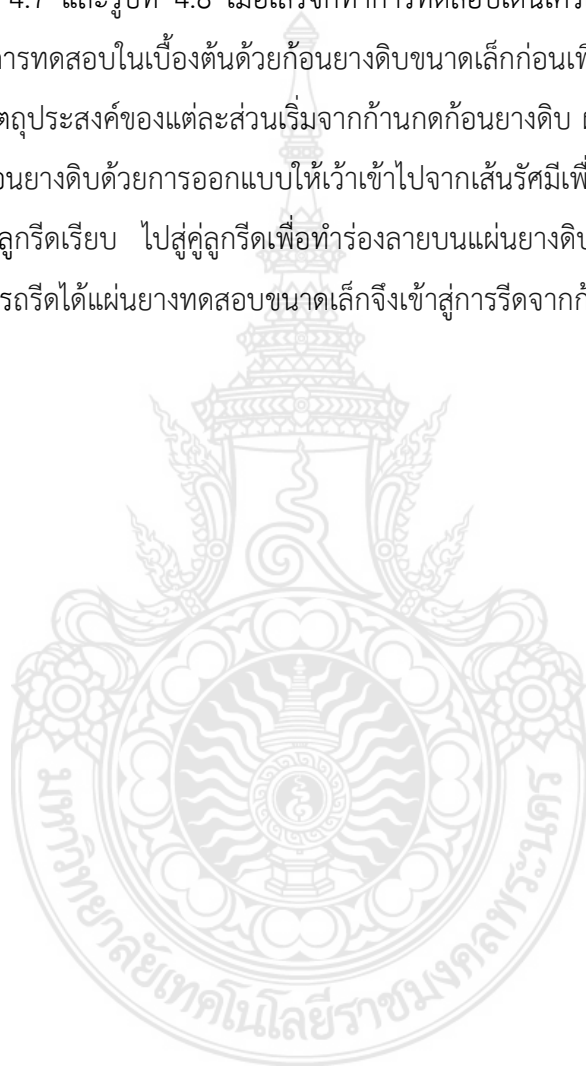 4.7 และรูปที่ 4.8 เมื่อเสร็จก็ทำการทดสอบเดินเครื่
การทดสอบในเบื้องต้นด้วยก้อนยางดิบขนาดเล็กก่อนเพื
ตถุประสงค์ของแต่ละส่วนเริ่มจากก้านกดก้อนยางดิบ
อนยางดิบด้วยการออกแบบให้เว้าเข้าไปจากเส้นรัศมีเพื่
ลูกรีดเรียบ ไปสู่คู่ลูกรีดเพื่อทำร่องลายบนแผ่นยางดิบ
รถรีดได้แผ่นยางทดสอบขนาดเล็กจึงเข้าสู่การรีดจากก้
มหาวิทยาลัยเทคโนโลยีราชมงคลพระนคร